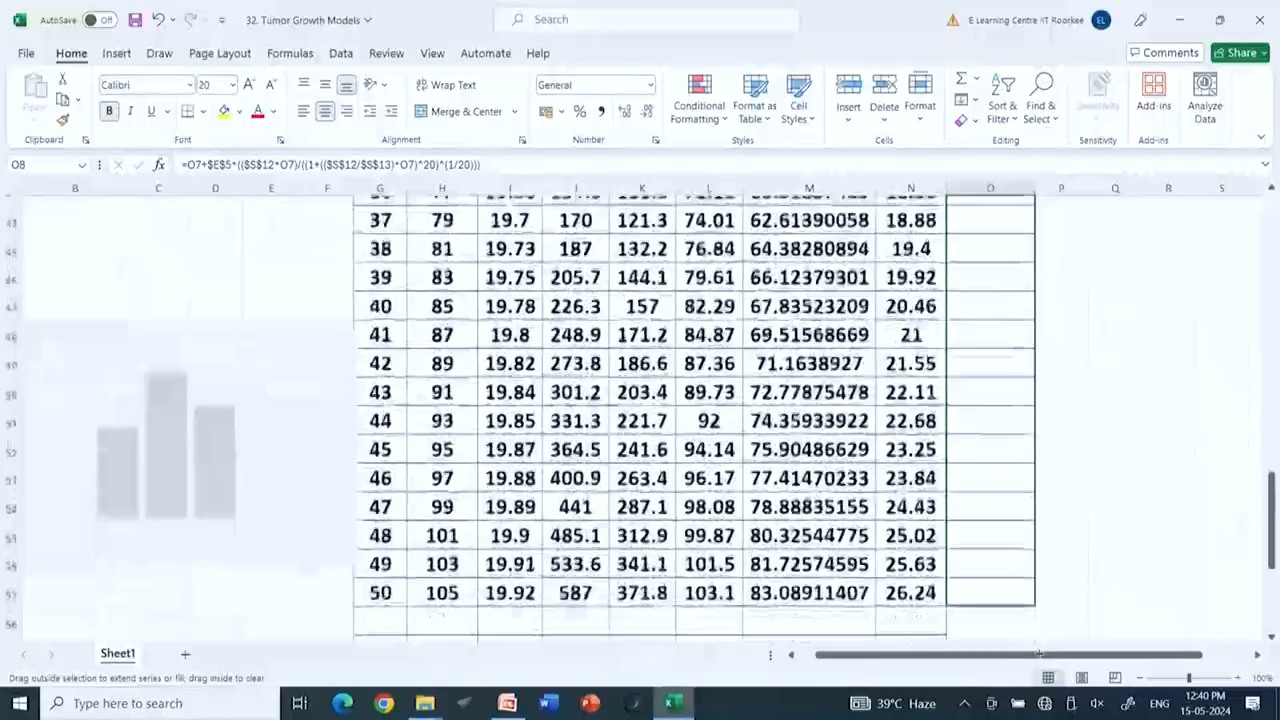 AutoSave Off 32. Tumor Growth Models Search E Learning Centre IIT Roorkee EL
File Home Insert Draw Page Layout Formulas Data Review View Automate Help Comments Share
Calibri 20 Wrap Text General
Paste B I U Merge & Center Conditional Formatting Format as Table Cell Styles Insert Delete Format Sort & Filter Find & Select Sensitivity Add-ins Analyze Data
Clipboard Font Alignment Number Styles Cells Editing Sensitivity Add-ins
O8 fx =O7+$E$5*(($S$12*O7)/((1+(($S$12/$S$13)*O7)^20)^(1/20)))
B C D E F G H I J K L M N O P Q R S
37 79 19.7 170 121.3 74.01 62.61390058 18.88
38 81 19.73 187 132.2 76.84 64.38280894 19.4
39 83 19.75 205.7 144.1 79.61 66.12379301 19.92
40 85 19.78 226.3 157 82.29 67.83523209 20.46
41 87 19.8 248.9 171.2 84.87 69.51568669 21
42 89 19.82 273.8 186.6 87.36 71.1638927 21.55
43 91 19.84 301.2 203.4 89.73 72.77875478 22.11
44 93 19.85 331.3 221.7 92 74.35933922 22.68
45 95 19.87 364.5 241.6 94.14 75.90486629 23.25
46 97 19.88 400.9 263.4 96.17 77.41470233 23.84
47 99 19.89 441 287.1 98.08 78.88835155 24.43
48 101 19.9 485.1 312.9 99.87 80.32544775 25.02
49 103 19.91 533.6 341.1 101.5 81.72574595 25.63
50 105 19.92 587 371.8 103.1 83.08911407 26.24
Sheet1
Drag outside selection to extend series or fill; drag inside to clear 100%
Type here to search 39°C Haze ENG 12:40 PM
15-05-2024